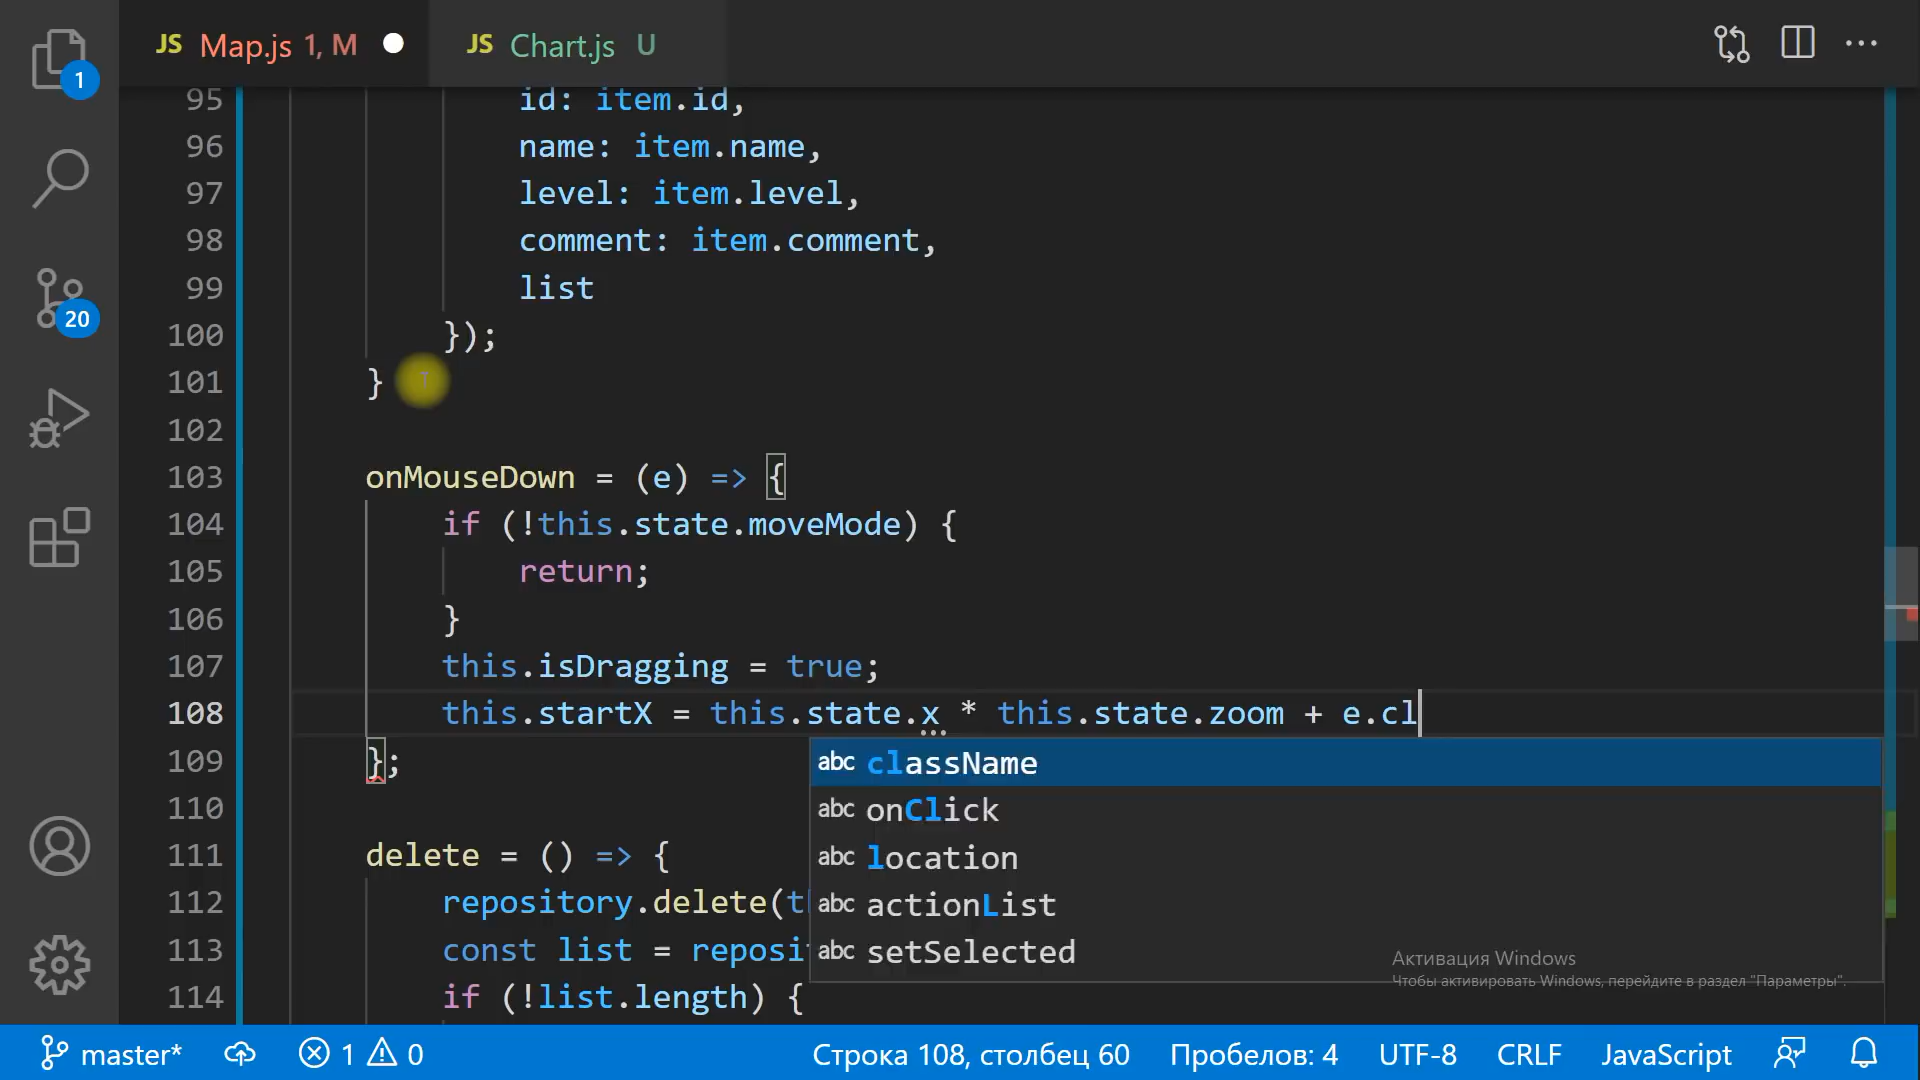 JS Map.js 1, M
JS Chart.js U
1
20
95 id: item.id,
96 name: item.name,
97 level: item.level,
98 comment: item.comment,
99 list
100 });
101 }
102
103 onMouseDown = (e) => {
104 if (!this.state.moveMode) {
105 return;
106 }
107 this.isDragging = true;
108 this.startX = this.state.x * this.state.zoom + e.cl
109 };
110
111 delete = () => {
112 repository.delete(t
113 const list = reposi
114 if (!list.length) {
abc className
abc onClick
abc location
abc actionList
abc setSelected
Активация Windows
Чтобы активировать Windows, перейдите в раздел "Параметры".
master* 1 0 Строка 108, столбец 60 Пробелов: 4 UTF-8 CRLF JavaScript